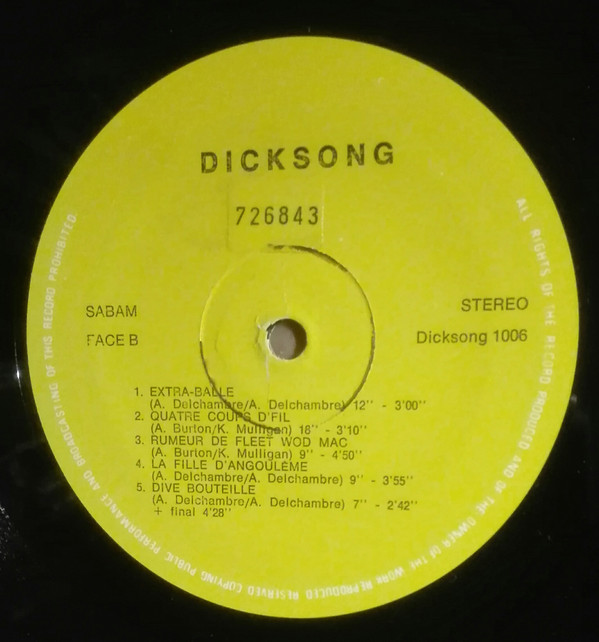 DICKSONG
726843
SABAM
FACE B
STEREO
Dicksong 1006
1. EXTRA-BALLE
(A. Delchambre/A. Delchambre) 12'' - 3'00''
2. QUATRE COUPS D'FIL
(A. Burton/K. Mulligan) 16'' - 3'10''
3. RUMEUR DE FLEET WOD MAC
(A. Burton/K. Mulligan) 9'' - 4'50''
4. LA FILLE D'ANGOULÈME
(A. Delchambre/A. Delchambre) 9'' - 3'55''
5. DIVE BOUTEILLE
(A. Delchambre/A. Delchambre) 7'' - 2'42''
+ final 4'28''
ALL RIGHTS OF THE RECORD PRODUCED AND OF THE OWNER OF THE WORK REPRODUCED RESERVED COPYING PUBLIC PERFORMANCE AND BROADCASTING OF THIS RECORD PROHIBITED.